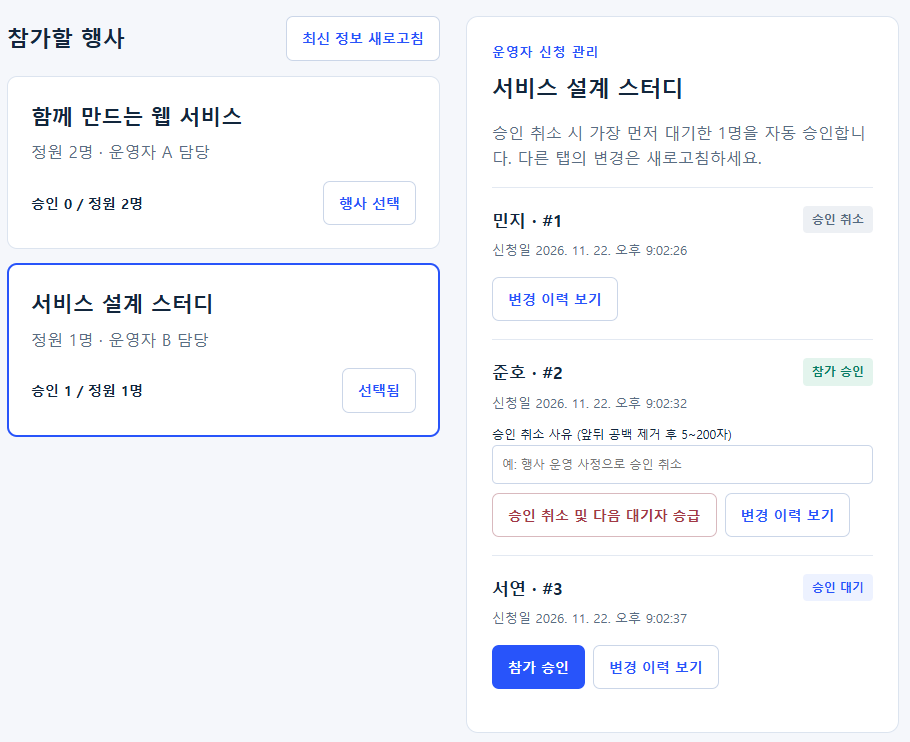 참가할 행사
최신 정보 새로고침
함께 만드는 웹 서비스
정원 2명 · 운영자 A 담당
승인 0 / 정원 2명
행사 선택
서비스 설계 스터디
정원 1명 · 운영자 B 담당
승인 1 / 정원 1명
선택됨
운영자 신청 관리
서비스 설계 스터디
승인 취소 시 가장 먼저 대기한 1명을 자동 승인합니
다. 다른 탭의 변경은 새로고침하세요.
민지 · #1
승인 취소
신청일 2026. 11. 22. 오후 9:02:26
변경 이력 보기
준호 · #2
참가 승인
신청일 2026. 11. 22. 오후 9:02:32
승인 취소 사유 (앞뒤 공백 제거 후 5~200자)
예: 행사 운영 사정으로 승인 취소
승인 취소 및 다음 대기자 승급
변경 이력 보기
서연 · #3
승인 대기
신청일 2026. 11. 22. 오후 9:02:37
참가 승인
변경 이력 보기